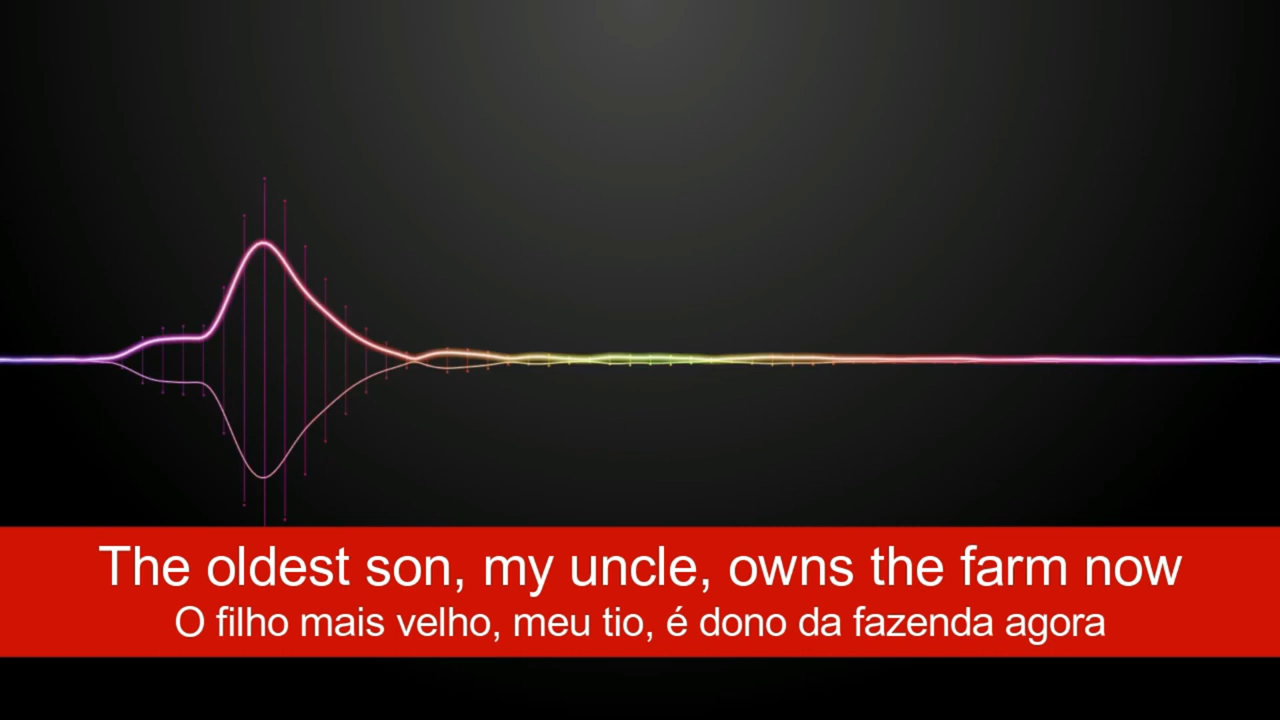 The oldest son, my uncle, owns the farm now
O filho mais velho, meu tio, é dono da fazenda agora